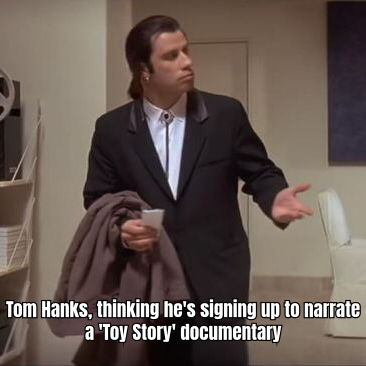 Tom Hanks, thinking he's signing up to narrate
a 'Toy Story' documentary